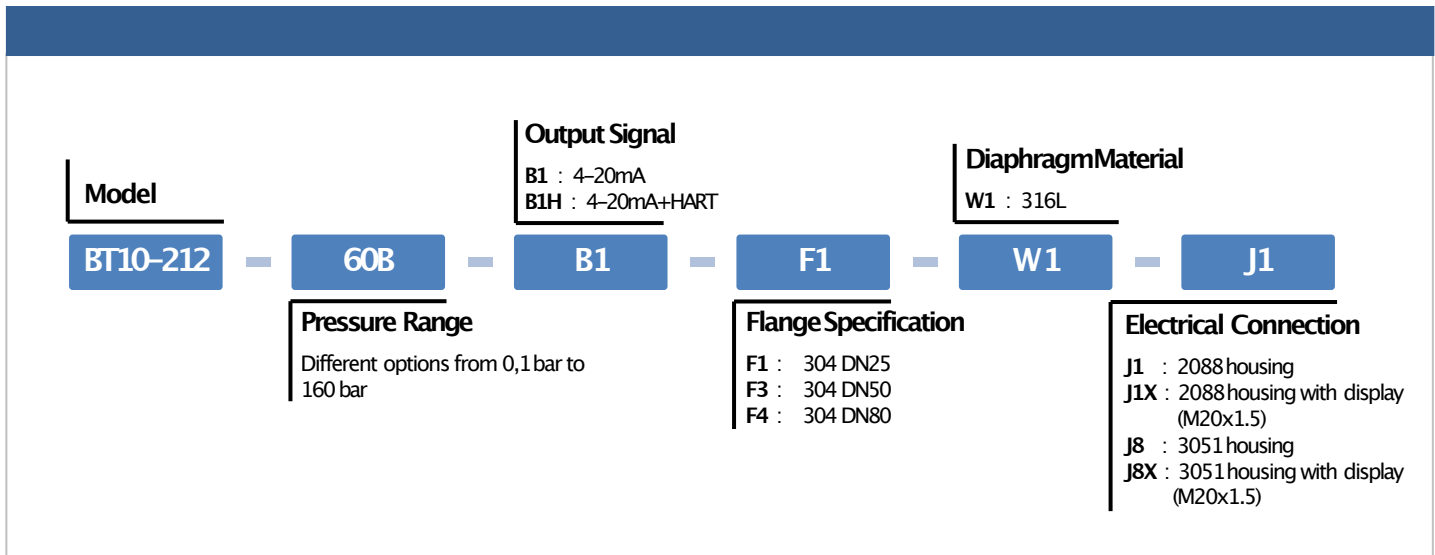 Model
Output Signal
B1 : 4–20mA
B1H : 4–20mA+HART
Diaphragm Material
W1 : 316L
BT10–212 – 60B – B1 – F1 – W1 – J1
Pressure Range
Different options from 0,1 bar to
160 bar
Flange Specification
F1 : 304 DN25
F3 : 304 DN50
F4 : 304 DN80
Electrical Connection
J1 : 2088 housing
J1X : 2088 housing with display
(M20x1.5)
J8 : 3051 housing
J8X : 3051 housing with display
(M20x1.5)